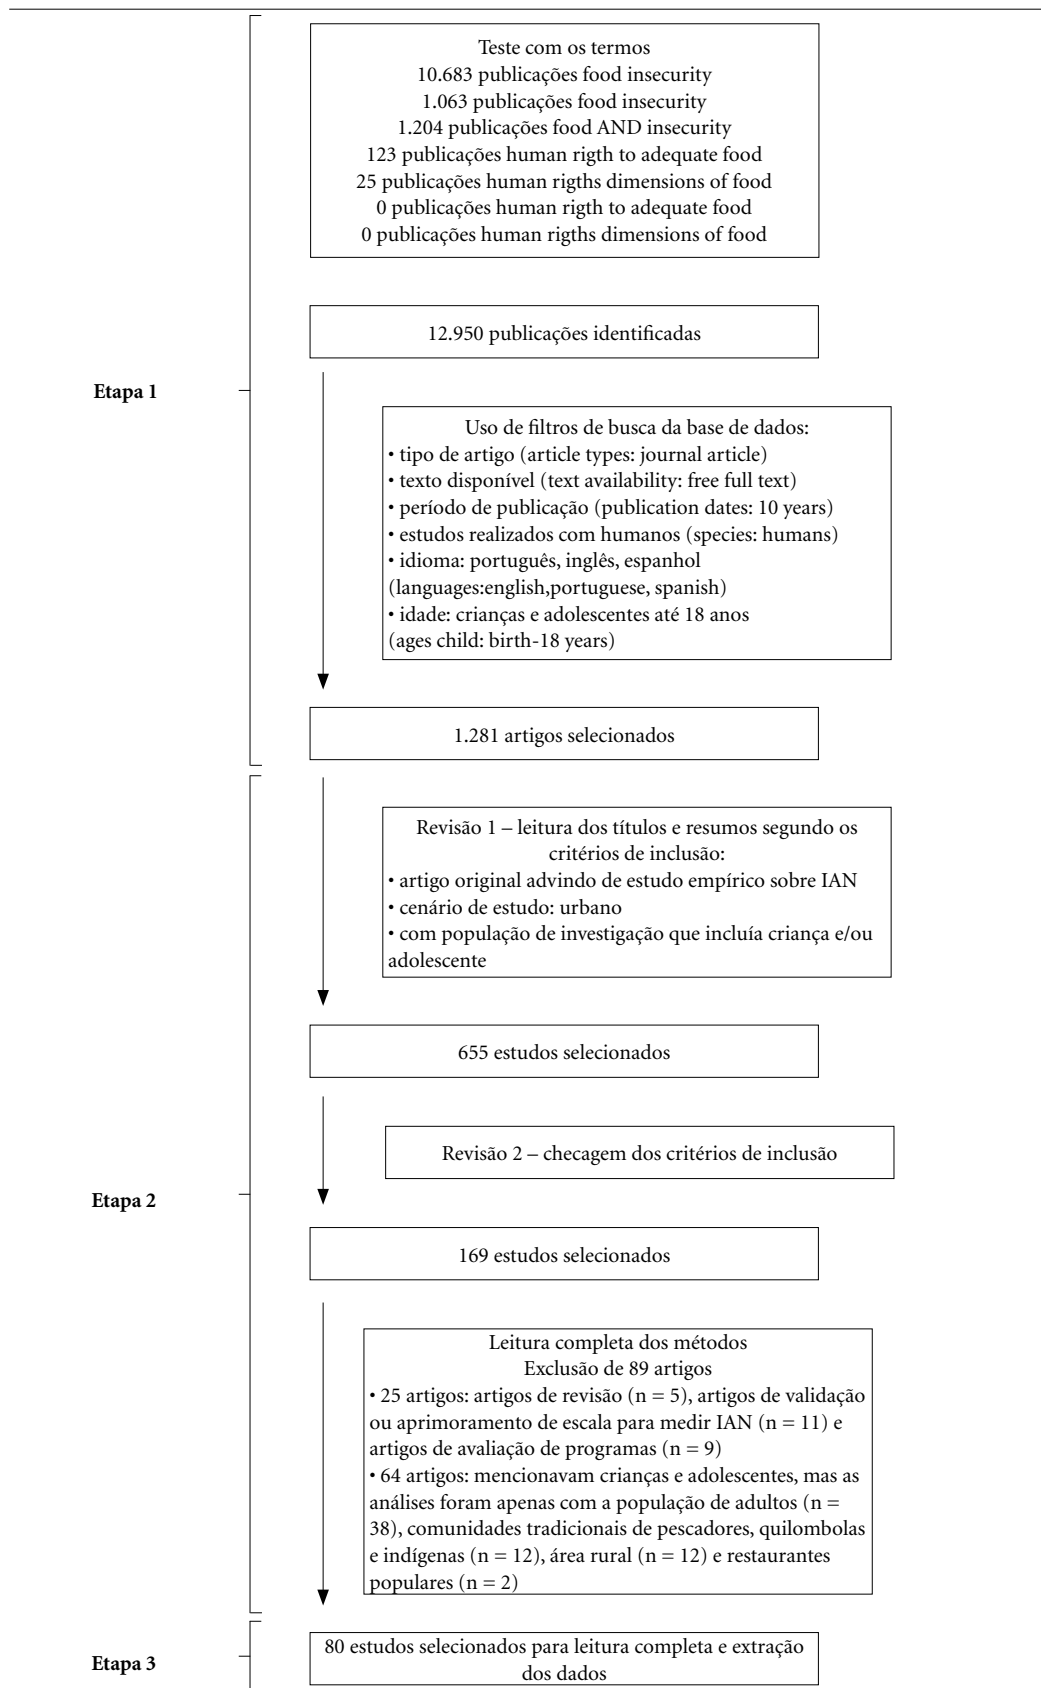 Teste com os termos
10.683 publicações food insecurity
1.063 publicações food insecurity
1.204 publicações food AND insecurity
123 publicações human rigth to adequate food
25 publicações human rigths dimensions of food
0 publicações human rigth to adequate food
0 publicações human rigths dimensions of food
12.950 publicações identificadas
Etapa 1
Uso de filtros de busca da base de dados:
• tipo de artigo (article types: journal article)
• texto disponível (text availability: free full text)
• período de publicação (publication dates: 10 years)
• estudos realizados com humanos (species: humans)
• idioma: português, inglês, espanhol
(languages:english,portuguese, spanish)
• idade: crianças e adolescentes até 18 anos
(ages child: birth-18 years)
1.281 artigos selecionados
Revisão 1 – leitura dos títulos e resumos segundo os
critérios de inclusão:
• artigo original advindo de estudo empírico sobre IAN
• cenário de estudo: urbano
• com população de investigação que incluía criança e/ou
adolescente
655 estudos selecionados
Revisão 2 – checagem dos critérios de inclusão
Etapa 2
169 estudos selecionados
Leitura completa dos métodos
Exclusão de 89 artigos
• 25 artigos: artigos de revisão (n = 5), artigos de validação
ou aprimoramento de escala para medir IAN (n = 11) e
artigos de avaliação de programas (n = 9)
• 64 artigos: mencionavam crianças e adolescentes, mas as
análises foram apenas com a população de adultos (n =
38), comunidades tradicionais de pescadores, quilombolas
e indígenas (n = 12), área rural (n = 12) e restaurantes
populares (n = 2)
Etapa 3
80 estudos selecionados para leitura completa e extração
dos dados